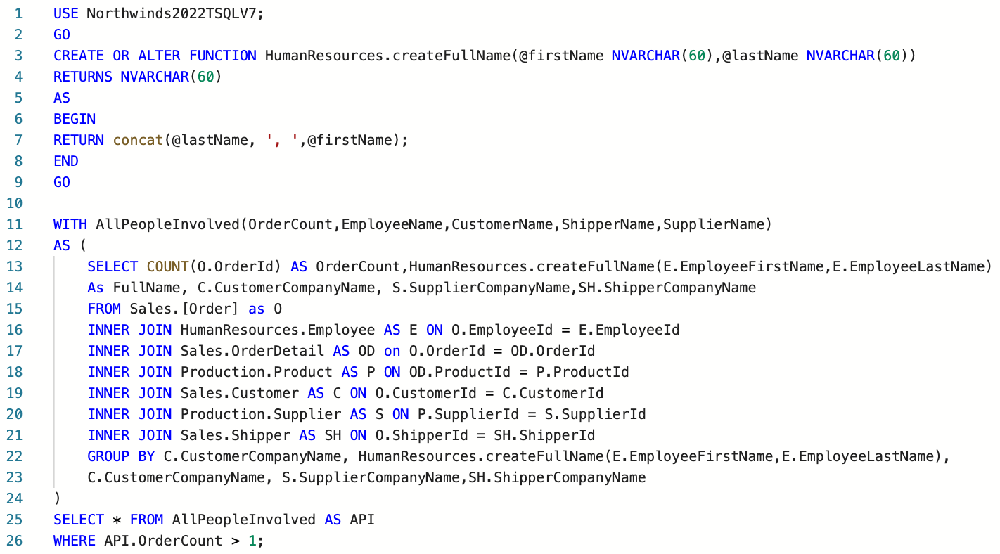 1 USE Northwinds2022TSQLV7;
2 GO
3 CREATE OR ALTER FUNCTION HumanResources.createFullName(@firstName NVARCHAR(60),@lastName NVARCHAR(60))
4 RETURNS NVARCHAR(60)
5 AS
6 BEGIN
7 RETURN concat(@lastName, ', ',@firstName);
8 END
9 GO
10
11 WITH AllPeopleInvolved(OrderCount,EmployeeName,CustomerName,ShipperName,SupplierName)
12 AS (
13     SELECT COUNT(O.OrderId) AS OrderCount,HumanResources.createFullName(E.EmployeeFirstName,E.EmployeeLastName)
14     As FullName, C.CustomerCompanyName, S.SupplierCompanyName,SH.ShipperCompanyName
15     FROM Sales.[Order] as O
16     INNER JOIN HumanResources.Employee AS E ON O.EmployeeId = E.EmployeeId
17     INNER JOIN Sales.OrderDetail AS OD on O.OrderId = OD.OrderId
18     INNER JOIN Production.Product AS P ON OD.ProductId = P.ProductId
19     INNER JOIN Sales.Customer AS C ON O.CustomerId = C.CustomerId
20     INNER JOIN Production.Supplier AS S ON P.SupplierId = S.SupplierId
21     INNER JOIN Sales.Shipper AS SH ON O.ShipperId = SH.ShipperId
22     GROUP BY C.CustomerCompanyName, HumanResources.createFullName(E.EmployeeFirstName,E.EmployeeLastName),
23     C.CustomerCompanyName, S.SupplierCompanyName,SH.ShipperCompanyName
24 )
25 SELECT * FROM AllPeopleInvolved AS API
26 WHERE API.OrderCount > 1;